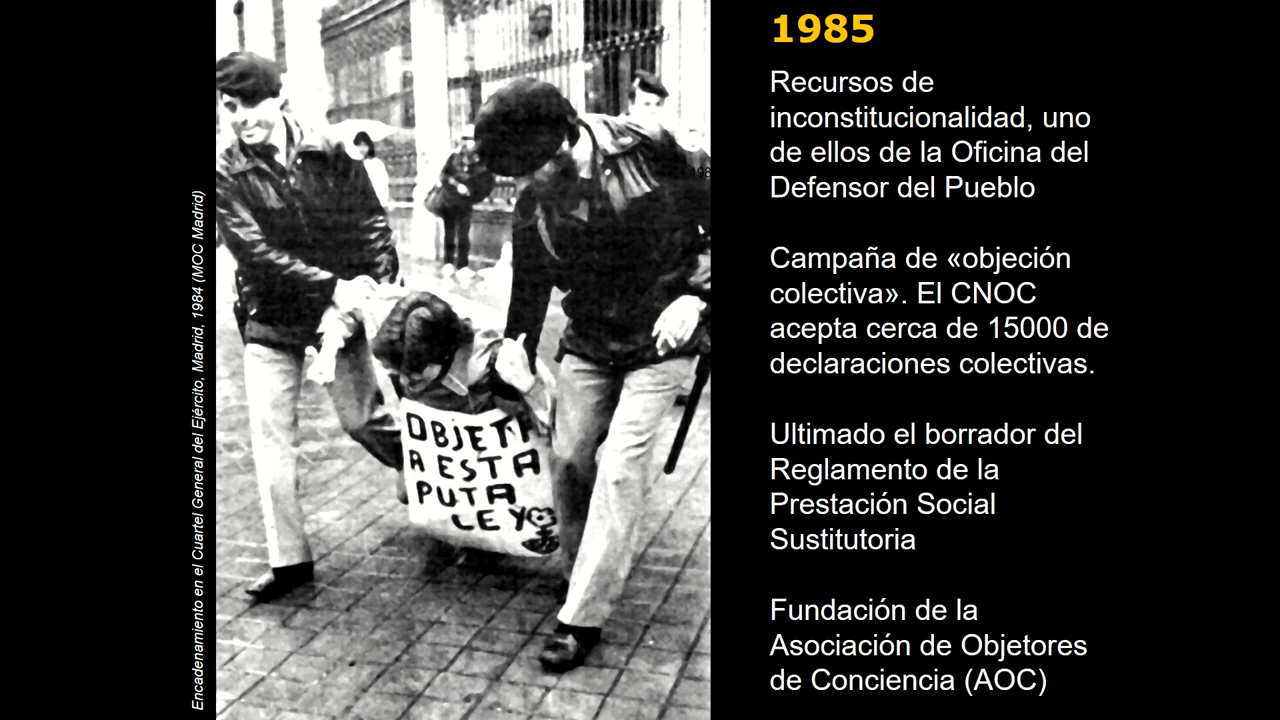 1985
Recursos de
inconstitucionalidad, uno
de ellos de la Oficina del
Defensor del Pueblo
Campaña de «objeción
colectiva». El CNOC
acepta cerca de 15000 de
declaraciones colectivas.
Ultimado el borrador del
Reglamento de la
Prestación Social
Sustitutoria
Fundación de la
Asociación de Objetores
de Conciencia (AOC)
Encadenamiento en el Cuartel General del Ejército, Madrid, 1984 (MOC Madrid)
A ESTA
PUTA
LEY